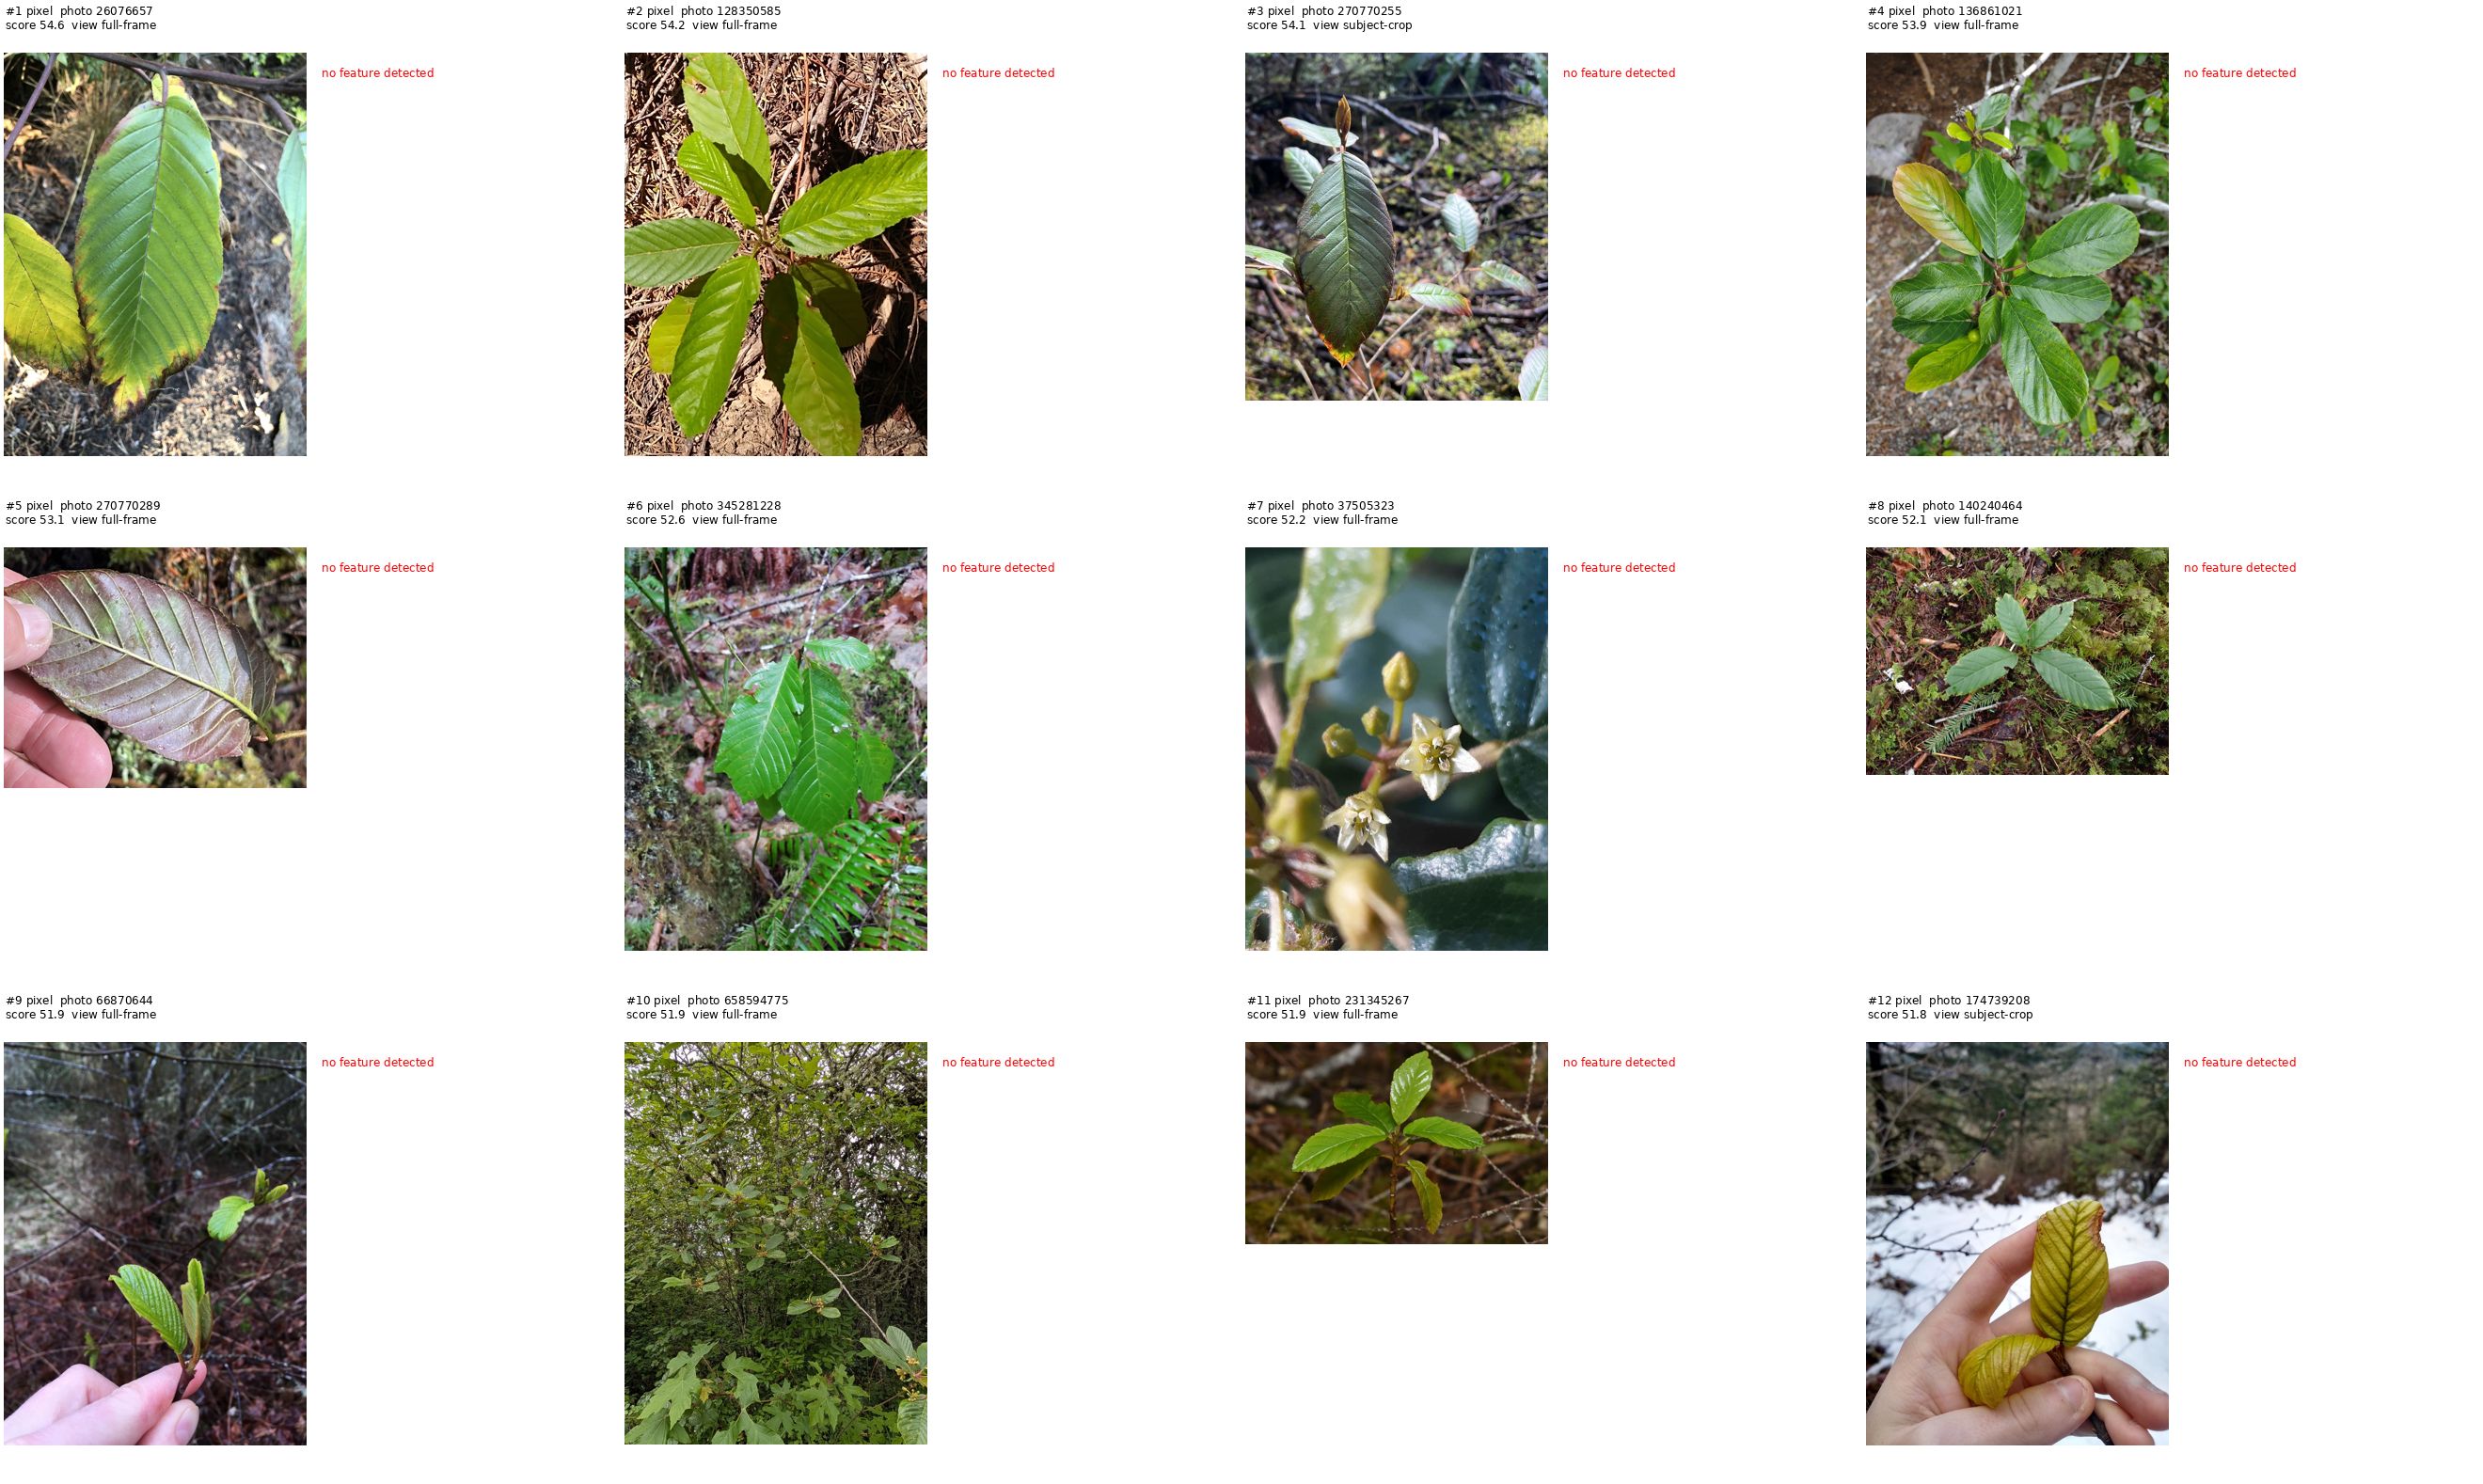 #1 pixel  photo 26076657
score 54.6  view full-frame
no feature detected
#2 pixel  photo 128350585
score 54.2  view full-frame
no feature detected
#3 pixel  photo 270770255
score 54.1  view subject-crop
no feature detected
#4 pixel  photo 136861021
score 53.9  view full-frame
no feature detected
#5 pixel  photo 270770289
score 53.1  view full-frame
no feature detected
#6 pixel  photo 345281228
score 52.6  view full-frame
no feature detected
#7 pixel  photo 37505323
score 52.2  view full-frame
no feature detected
#8 pixel  photo 140240464
score 52.1  view full-frame
no feature detected
#9 pixel  photo 66870644
score 51.9  view full-frame
no feature detected
#10 pixel  photo 658594775
score 51.9  view full-frame
no feature detected
#11 pixel  photo 231345267
score 51.9  view full-frame
no feature detected
#12 pixel  photo 174739208
score 51.8  view subject-crop
no feature detected